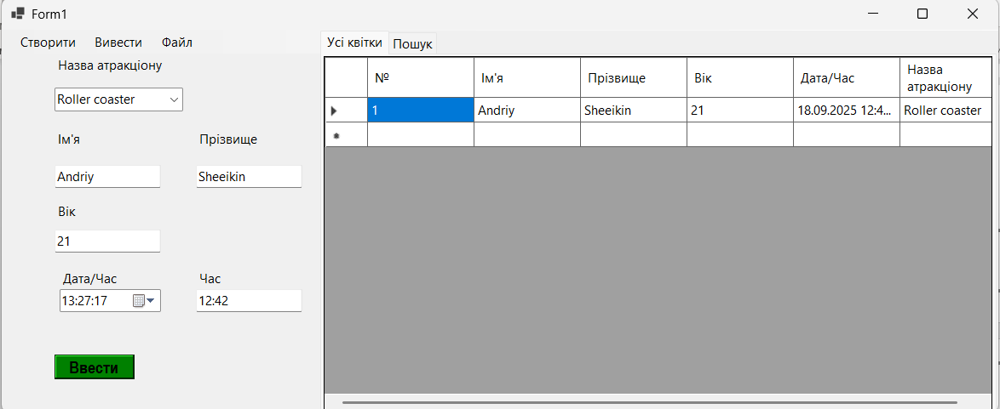 Form1
Створити Вивести Файл
Назва атракціону
Roller coaster
Ім'я Прізвище
Andriy Sheeikin
Вік
21
Дата/Час Час
13:27:17 12:42
Ввести
Усі квітки Пошук
№ Ім'я Прізвище Вік Дата/Час Назва
атракціону
1 Andriy Sheeikin 21 18.09.2025 12:4... Roller coaster